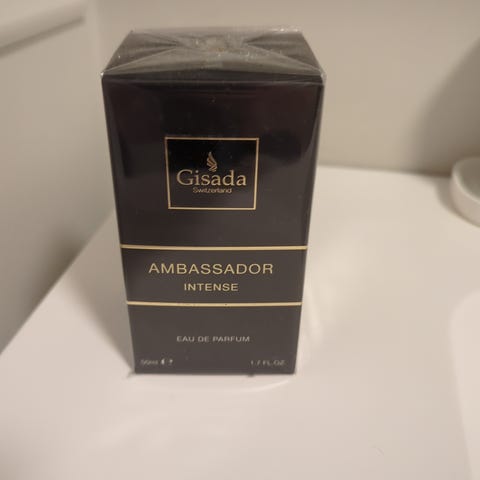 Gisada
Switzerland
AMBASSADOR
INTENSE
EAU DE PARFUM
50ml ℮ 1.7 FL.OZ